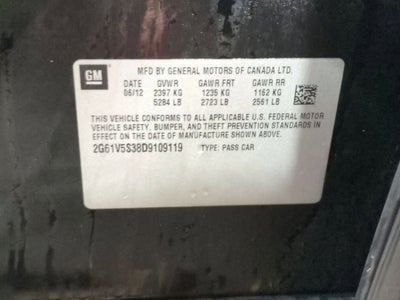 GM
MFD BY GENERAL MOTORS OF CANADA LTD.
DATE GVWR GAWR FRT GAWR RR
06/12 2397 KG 1235 KG 1162 KG
5284 LB 2723 LB 2561 LB
THIS VEHICLE CONFORMS TO ALL APPLICABLE U.S. FEDERAL MOTOR
VEHICLE SAFETY, BUMPER, AND THEFT PREVENTION STANDARDS IN
EFFECT ON THE DATE OF MANUFACTURE SHOWN ABOVE.
2G61V5S38D9109119 TYPE: PASS CAR